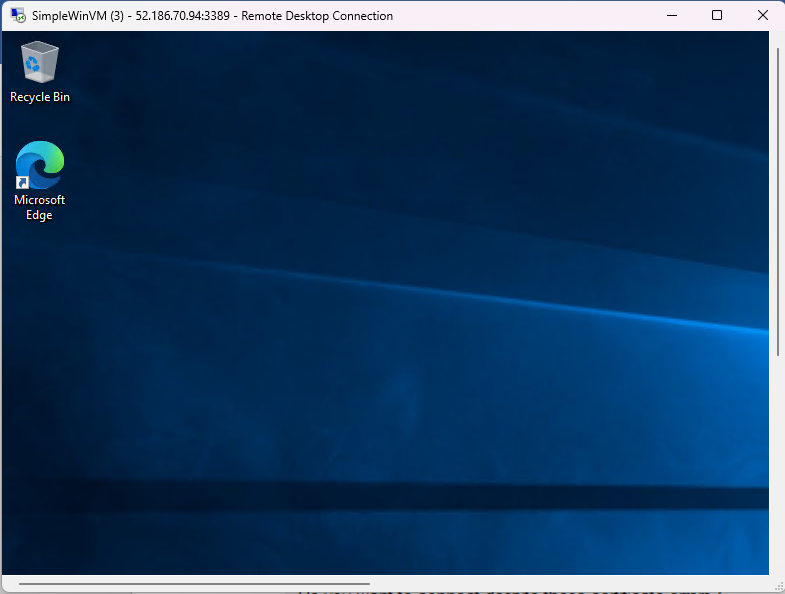 SimpleWinVM (3) - 52.186.70.94:3389 - Remote Desktop Connection
Recycle Bin
Microsoft
Edge